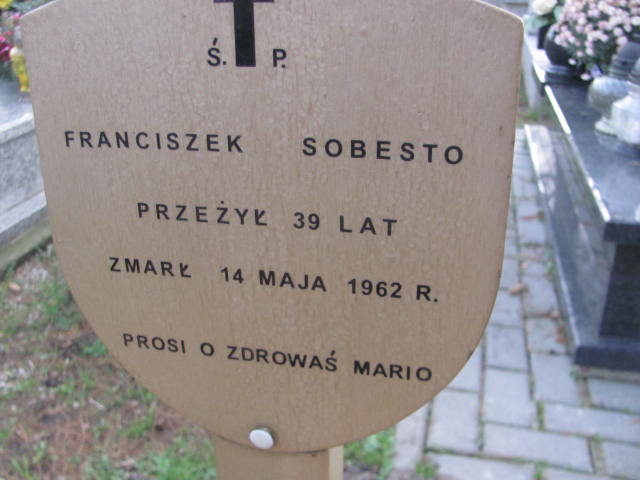 Ś. P.
FRANCISZEK SOBESTO
PRZEŻYŁ 39 LAT
ZMARŁ 14 MAJA 1962 R.
PROSI O ZDROWAŚ MARIO